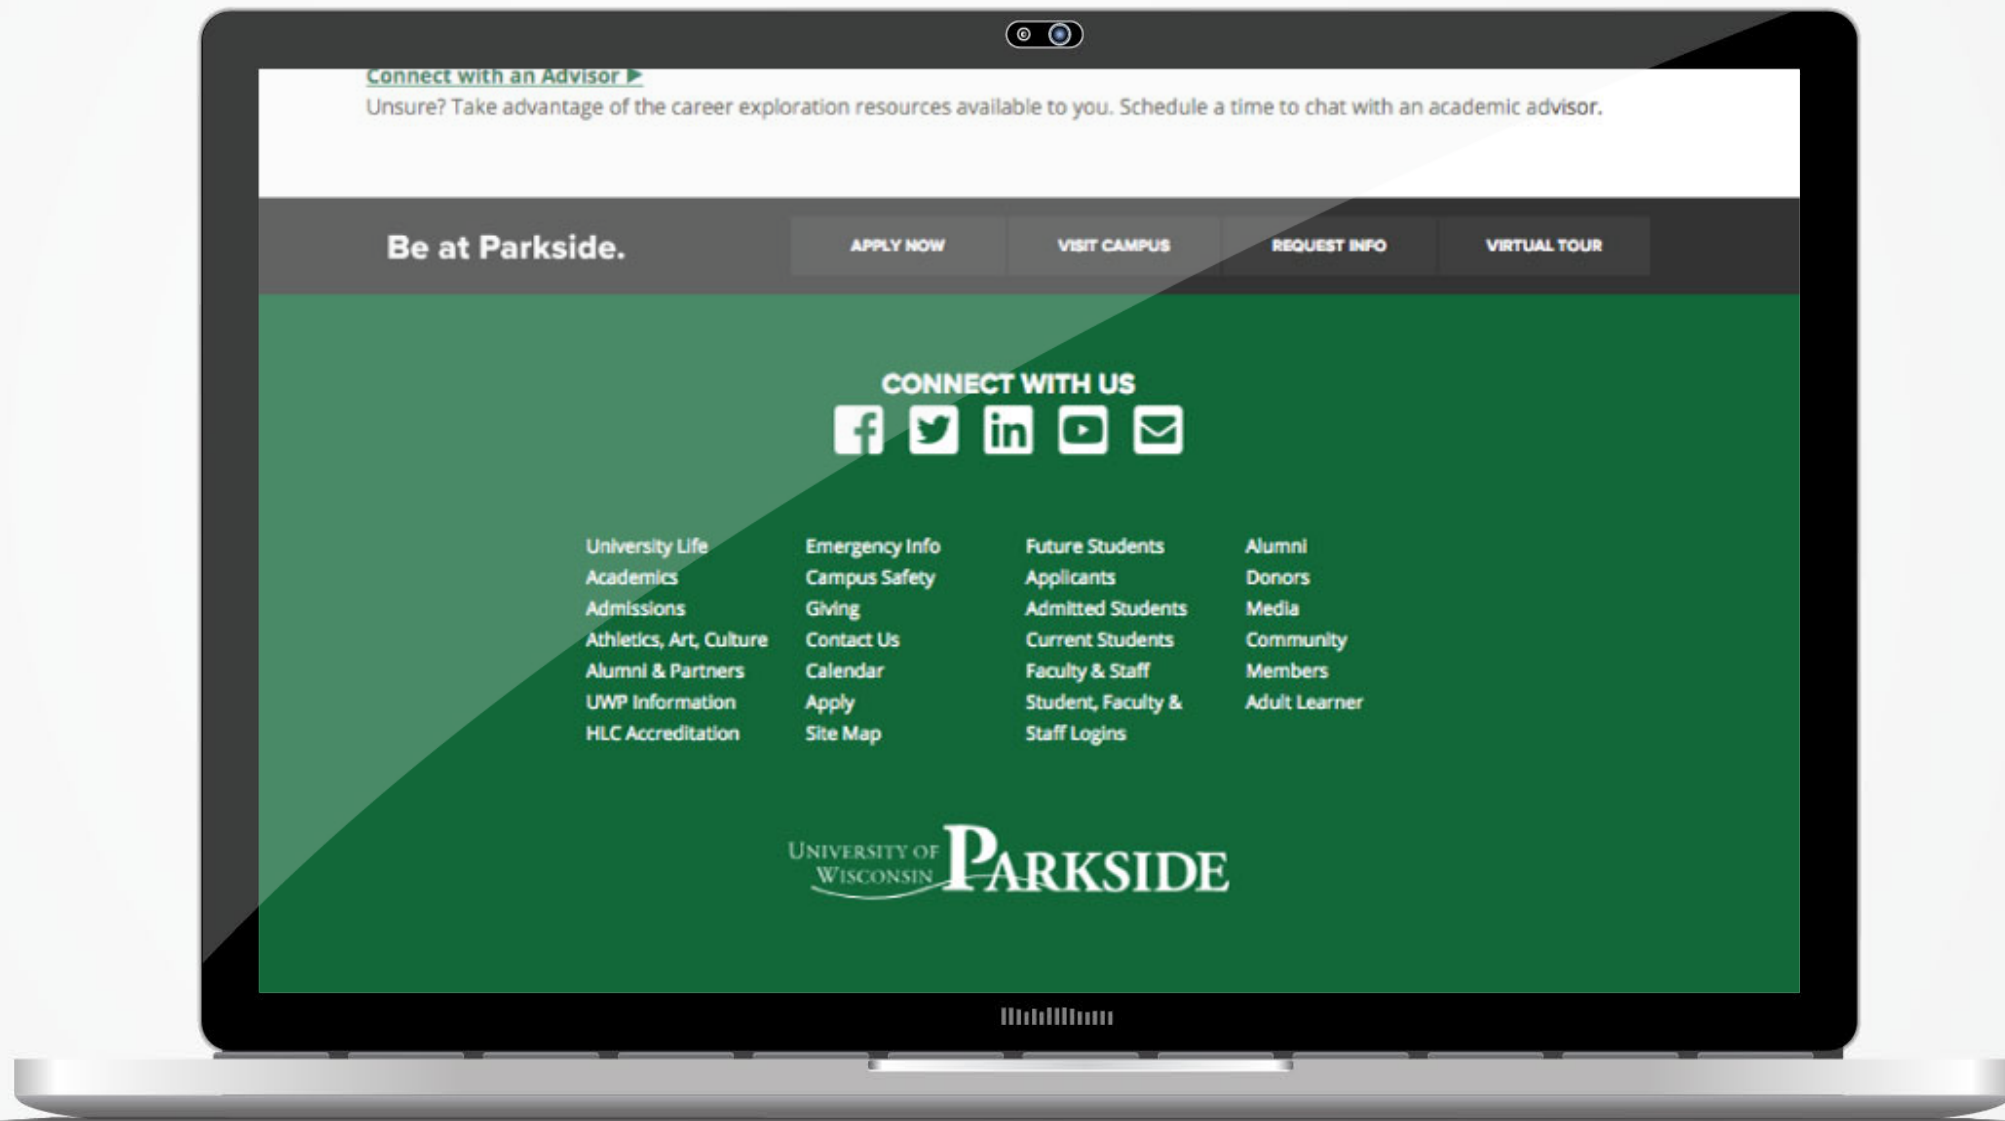 Connect with an Advisor ▶
Unsure? Take advantage of the career exploration resources available to you. Schedule a time to chat with an academic advisor.
Be at Parkside.
APPLY NOW
VISIT CAMPUS
REQUEST INFO
VIRTUAL TOUR
CONNECT WITH US
University Life
Academics
Admissions
Athletics, Art, Culture
Alumni & Partners
UWP Information
HLC Accreditation
Emergency Info
Campus Safety
Giving
Contact Us
Calendar
Apply
Site Map
Future Students
Applicants
Admitted Students
Current Students
Faculty & Staff
Student, Faculty &
Staff Logins
Alumni
Donors
Media
Community
Members
Adult Learner
UNIVERSITY OF
WISCONSIN
PARKSIDE